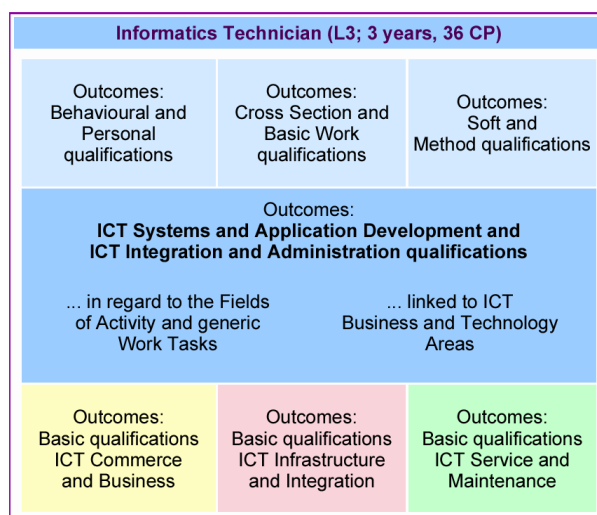 Informatics Technician (L3; 3 years, 36 CP)
Outcomes:
Behavioural and
Personal
qualifications
Outcomes:
Cross Section and
Basic Work
qualifications
Outcomes:
Soft and
Method qualifications
Outcomes:
ICT Systems and Application Development and
ICT Integration and Administration qualifications
... in regard to the Fields
of Activity and generic
Work Tasks
... linked to ICT
Business and Technology
Areas
Outcomes:
Basic qualifications
ICT Commerce
and Business
Outcomes:
Basic qualifications
ICT Infrastructure
and Integration
Outcomes:
Basic qualifications
ICT Service and
Maintenance